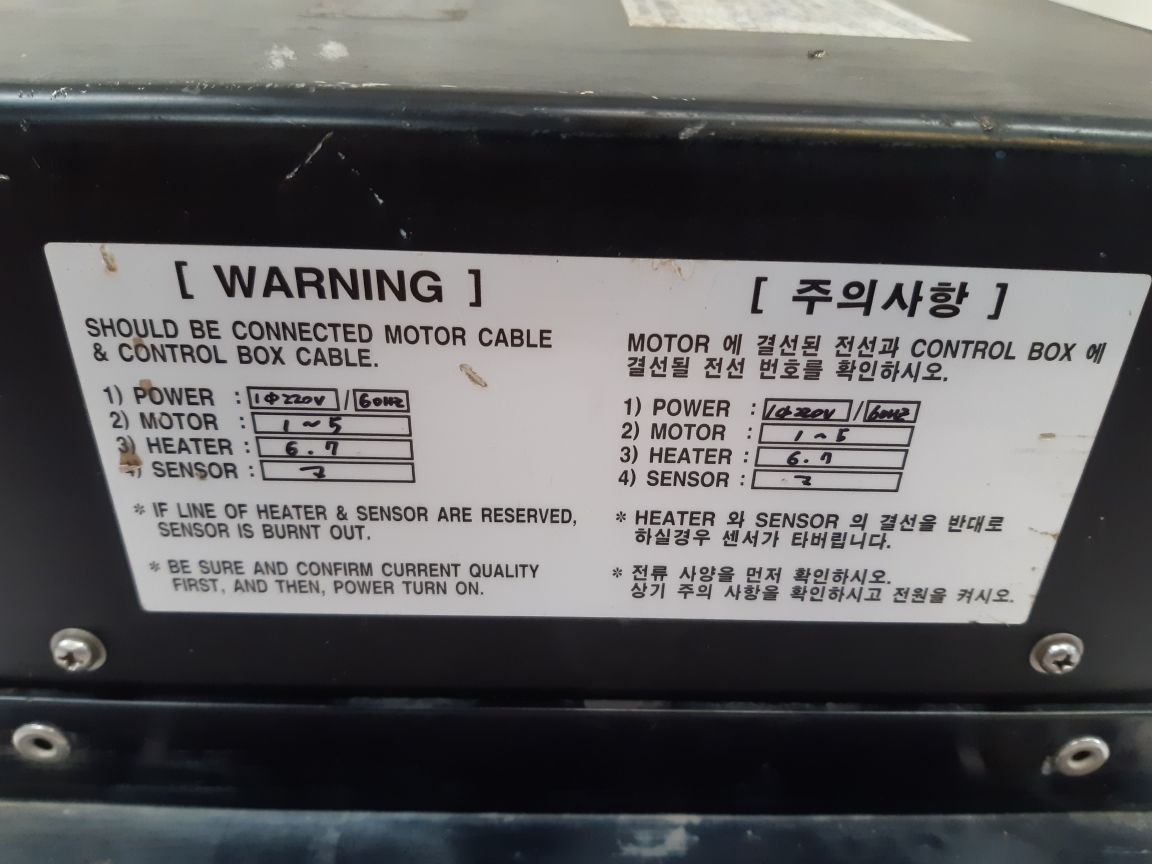 [ WARNING ]
SHOULD BE CONNECTED MOTOR CABLE
& CONTROL BOX CABLE.
1) POWER : 1Φ220V / 60HZ
2) MOTOR : 1~5
3) HEATER : 6.7
4) SENSOR :
* IF LINE OF HEATER & SENSOR ARE RESERVED,
SENSOR IS BURNT OUT.
* BE SURE AND CONFIRM CURRENT QUALITY
FIRST, AND THEN, POWER TURN ON.
[ 주의사항 ]
MOTOR 에 결선된 전선과 CONTROL BOX 에
결선될 전선 번호를 확인하시오.
1) POWER : 1Φ220V / 60HZ
2) MOTOR : 1~5
3) HEATER : 6.7
4) SENSOR :
* HEATER 와 SENSOR 의 결선을 반대로
하실경우 센서가 타버립니다.
* 전류 사양을 먼저 확인하시오.
상기 주의 사항을 확인하시고 전원을 켜시오.